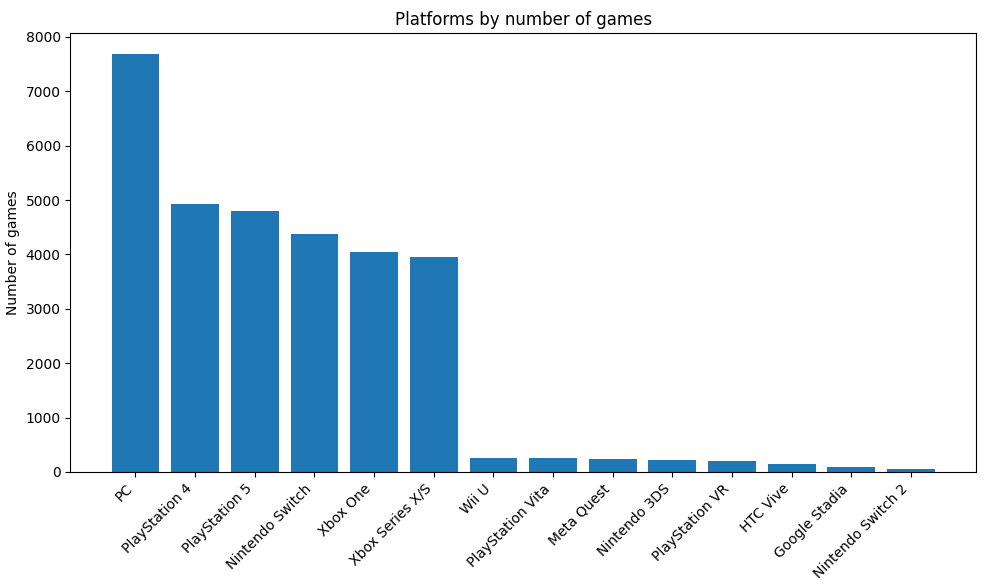 Platforms by number of games
Number of games
8000
7000
6000
5000
4000
3000
2000
1000
0
PC
PlayStation 4
PlayStation 5
Nintendo Switch
Xbox One
Xbox Series X/S
Wii U
PlayStation Vita
Meta Quest
Nintendo 3DS
PlayStation VR
HTC Vive
Google Stadia
Nintendo Switch 2